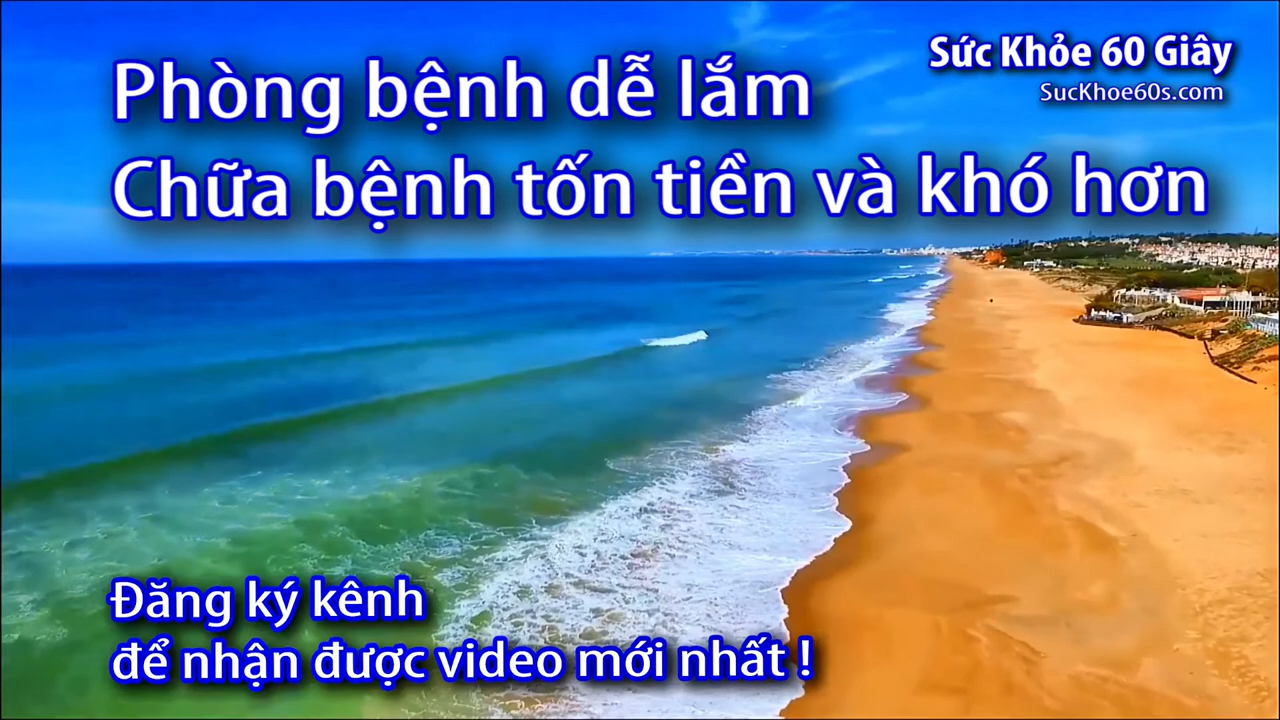 Sức Khỏe 60 Giây
SucKhoe60s.com
Phòng bệnh dễ lắm
Chữa bệnh tốn tiền và khó hơn
Đăng ký kênh
để nhận được video mới nhất !